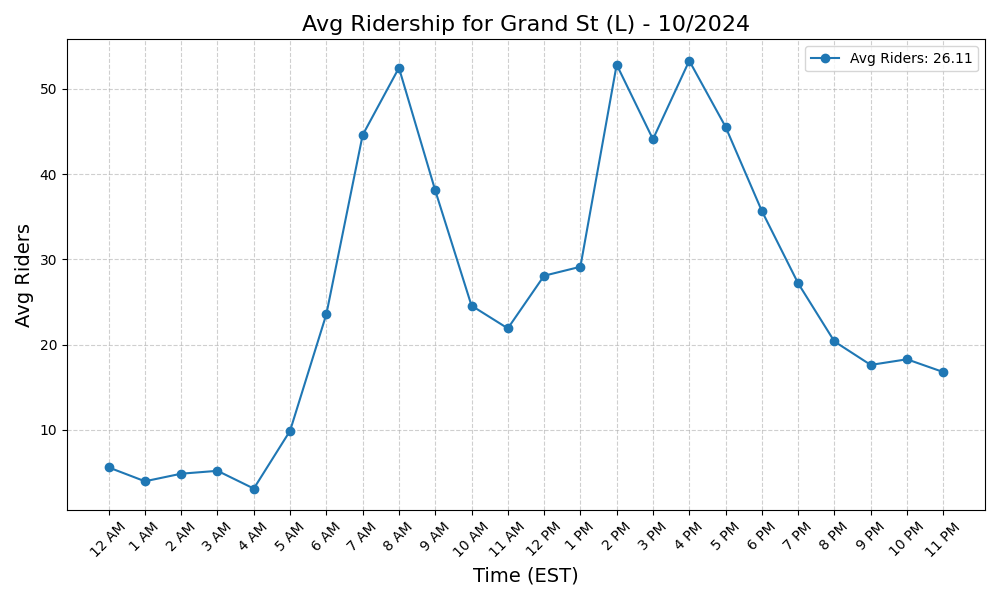 Avg Ridership for Grand St (L) - 10/2024
Avg Riders: 26.11
Avg Riders
50
40
30
20
10
12 AM
1 AM
2 AM
3 AM
4 AM
5 AM
6 AM
7 AM
8 AM
9 AM
10 AM
11 AM
12 PM
1 PM
2 PM
3 PM
4 PM
5 PM
6 PM
7 PM
8 PM
9 PM
10 PM
11 PM
Time (EST)